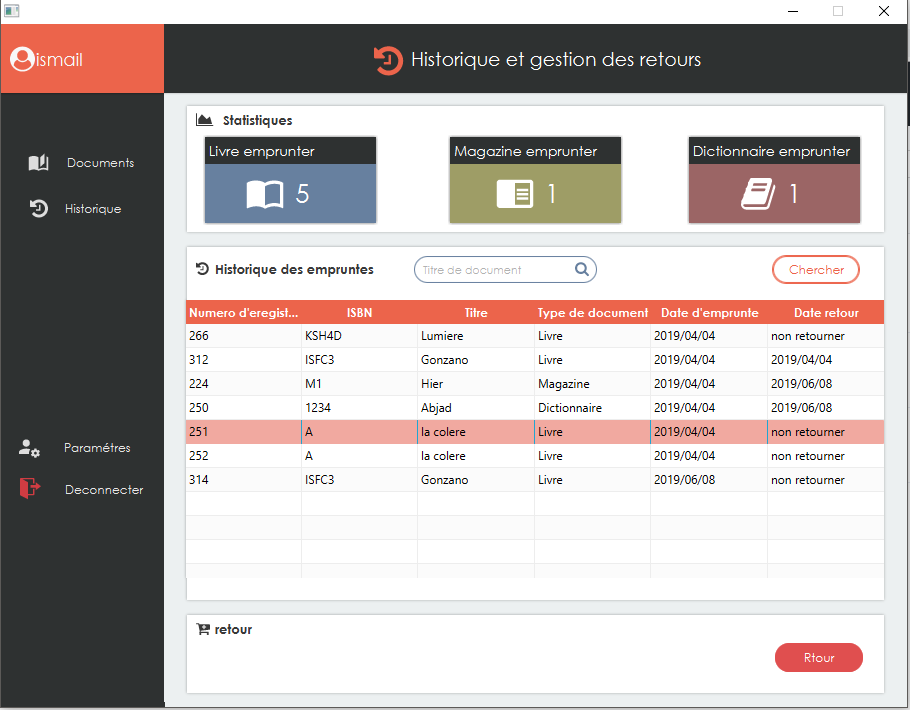 ismail
Historique et gestion des retours
Documents
Historique
Paramétres
Deconnecter
Statistiques
Livre emprunter
5
Magazine emprunter
1
Dictionnaire emprunter
1
Historique des empruntes
Titre de document
Chercher
Numero d'eregist... ISBN Titre Type de document Date d'emprunte Date retour
266 KSH4D Lumiere Livre 2019/04/04 non retourner
312 ISFC3 Gonzano Livre 2019/04/04 2019/04/04
224 M1 Hier Magazine 2019/04/04 2019/06/08
250 1234 Abjad Dictionnaire 2019/04/04 2019/06/08
251 A la colere Livre 2019/04/04 non retourner
252 A la colere Livre 2019/04/04 non retourner
314 ISFC3 Gonzano Livre 2019/06/08 non retourner
retour
Rtour